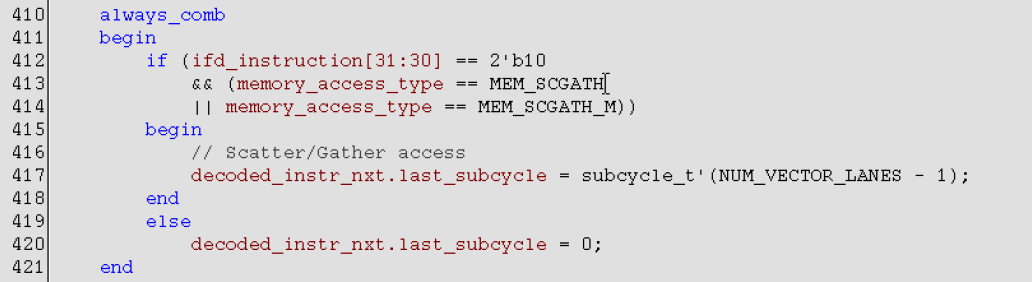 410 always_comb
411 begin
412 if (ifd_instruction[31:30] == 2'b10
413 && (memory_access_type == MEM_SCGATH
414 || memory_access_type == MEM_SCGATH_M))
415 begin
416 // Scatter/Gather access
417 decoded_instr_nxt.last_subcycle = subcycle_t'(NUM_VECTOR_LANES - 1);
418 end
419 else
420 decoded_instr_nxt.last_subcycle = 0;
421 end